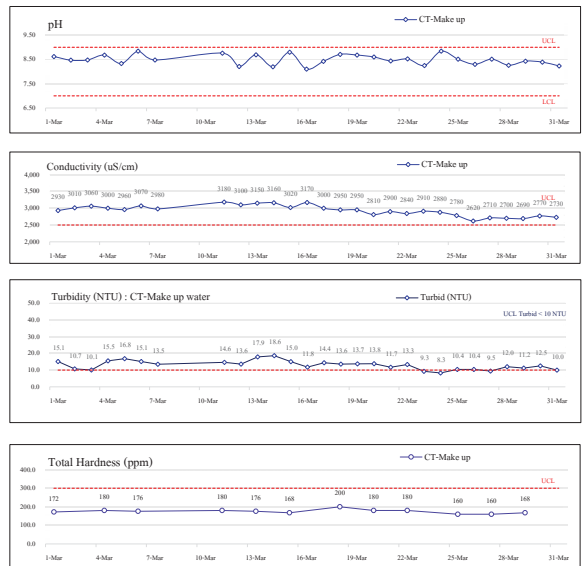 pH
CT-Make up
9.50
8.50
7.50
6.50
UCL
LCL
1-Mar 4-Mar 7-Mar 10-Mar 13-Mar 16-Mar 19-Mar 22-Mar 25-Mar 28-Mar 31-Mar
Conductivity (uS/cm)
CT-Make up
4,000
3,500
3,000
2,500
2,000
UCL
2930 3010 3060 3000 2960 3070 2980 3180 3100 3150 3160 3020 3170 3000 2950 2950 2810 2900 2840 2910 2880 2780 2620 2710 2700 2690 2770 2730
1-Mar 4-Mar 7-Mar 10-Mar 13-Mar 16-Mar 19-Mar 22-Mar 25-Mar 28-Mar 31-Mar
Turbidity (NTU) : CT-Make up water
Turbid (NTU)
UCL Turbid < 10 NTU
50.0
40.0
30.0
20.0
10.0
0.0
15.1 10.7 10.1 15.5 16.8 15.1 13.5 14.6 13.6 17.9 18.6 15.0 11.8 14.4 13.6 13.7 13.8 11.7 13.3 9.3 8.3 10.4 10.4 9.5 12.0 11.2 12.5 10.0
1-Mar 4-Mar 7-Mar 10-Mar 13-Mar 16-Mar 19-Mar 22-Mar 25-Mar 28-Mar 31-Mar
Total Hardness (ppm)
CT-Make up
400.0
300.0
200.0
100.0
0.0
UCL
172 180 176 180 176 168 200 180 180 160 160 168
1-Mar 4-Mar 7-Mar 10-Mar 13-Mar 16-Mar 19-Mar 22-Mar 25-Mar 28-Mar 31-Mar